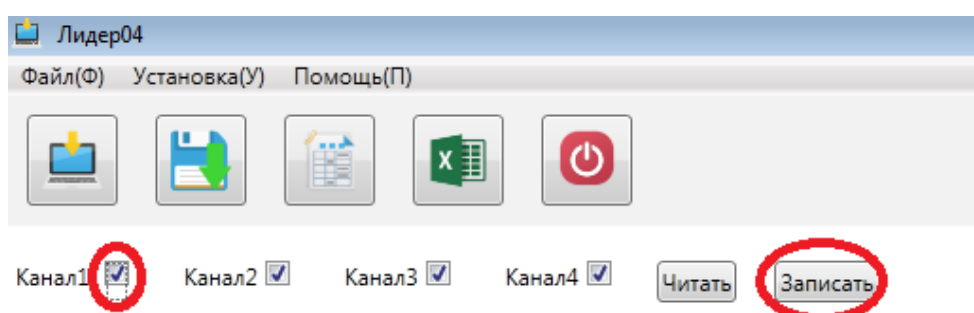 Лидер04
Файл(Ф) Установка(У) Помощь(П)
X
Канал1 Канал2 Канал3 Канал4 Читать Записать